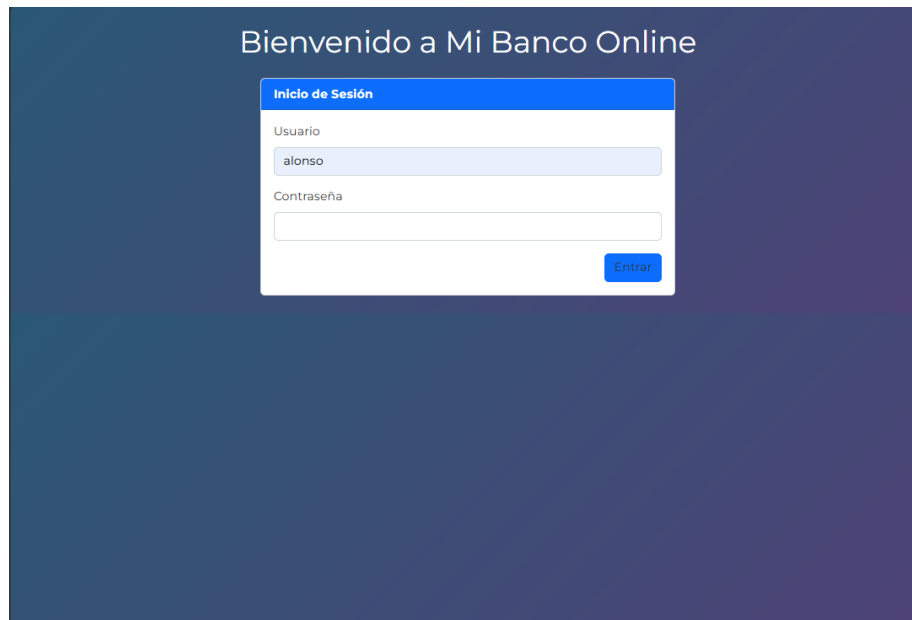 Bienvenido a Mi Banco Online
Inicio de Sesión
Usuario
alonso
Contraseña
Entrar